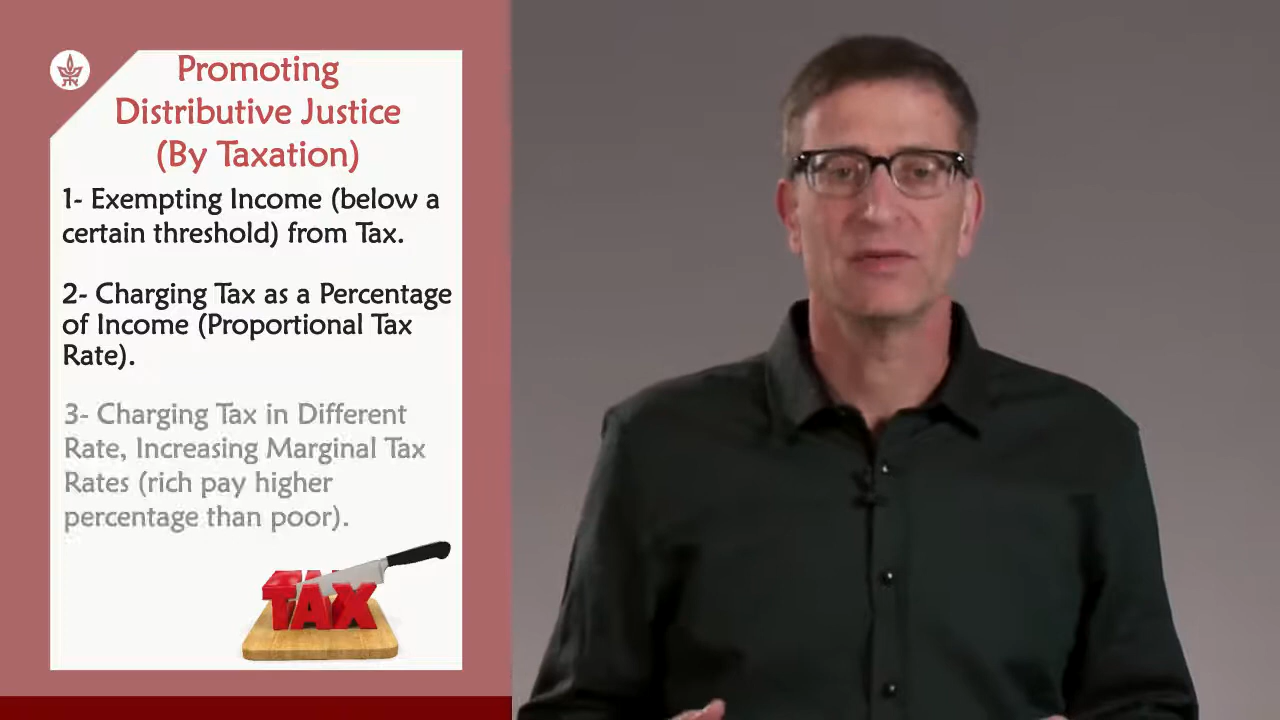 Promoting
Distributive Justice
(By Taxation)
1- Exempting Income (below a
certain threshold) from Tax.
2- Charging Tax as a Percentage
of Income (Proportional Tax
Rate).
3- Charging Tax in Different
Rate, Increasing Marginal Tax
Rates (rich pay higher
percentage than poor).
TAX